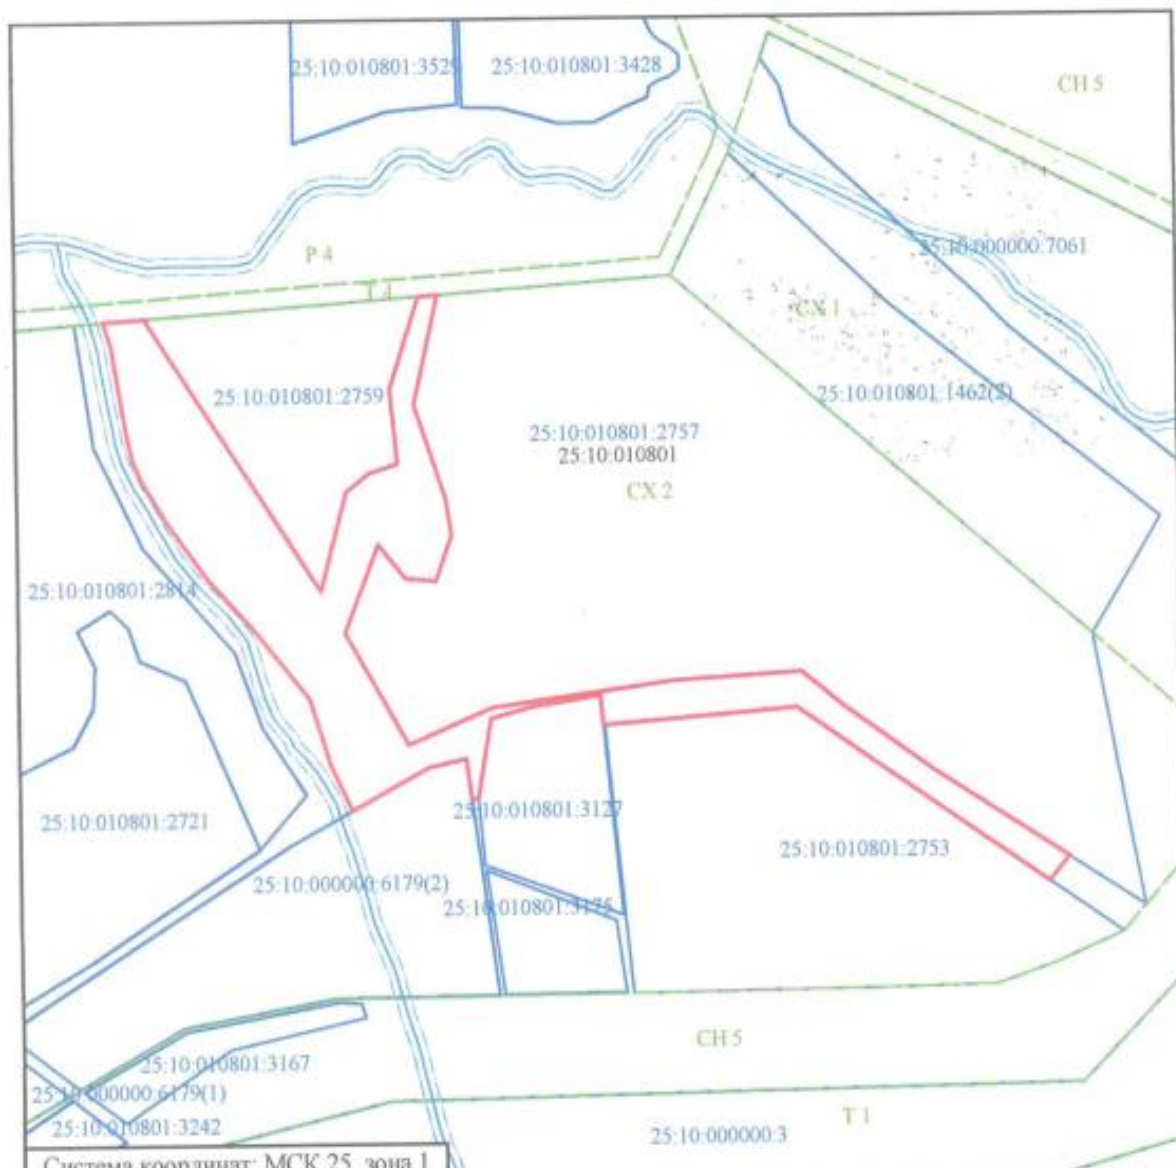 25:10:010801:3529
25:10:010801:3428
СН 5
25:10:000000:7061
Р 4
Т 4
СХ 1
25:10:010801:2759
25:10:010801:1462(2)
25:10:010801:2757
25:10:010801
СХ 2
25:10:010801:2814
25:10:010801:2721
25:10:010801:3127
25:10:010801:2753
25:10:000000:6179(2)
25:10:010801:3175
СН 5
25:10:010801:3167
25:10:000000:6179(1)
25:10:010801:3242
Т 1
25:10:000000:3
Система координат: МСК 25, зона 1